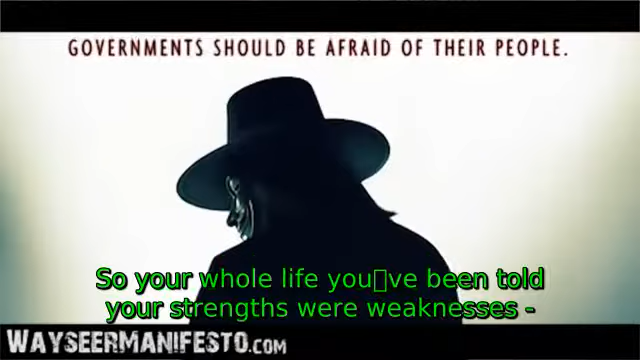 GOVERNMENTS SHOULD BE AFRAID OF THEIR PEOPLE.
So your whole life you▯ve been told
your strengths were weaknesses -
WAYSEERMANIFESTO.COM